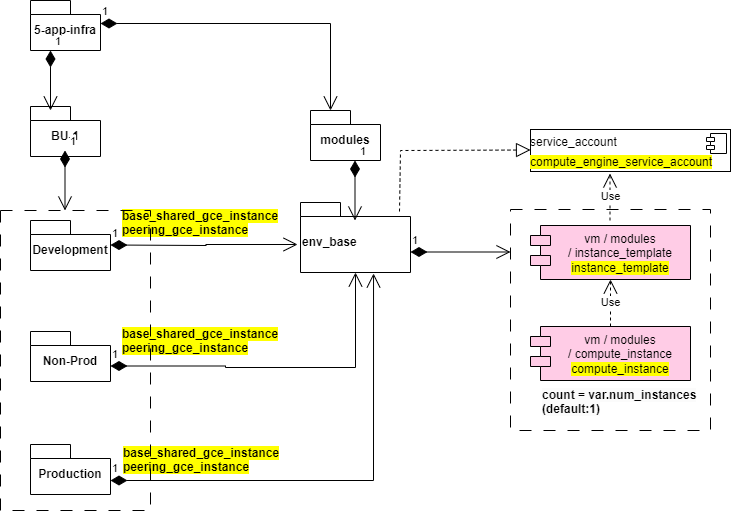 1
5-app-infra
1
BU 1
1
modules
1
service_account
compute_engine_service_account
Use
base_shared_gce_instance
peering_gce_instance
Development
1
env_base
1
vm / modules
/ instance_template
instance_template
Use
base_shared_gce_instance
peering_gce_instance
Non-Prod
1
vm / modules
/ compute_instance
compute_instance
count = var.num_instances
(default:1)
base_shared_gce_instance
peering_gce_instance
Production
1